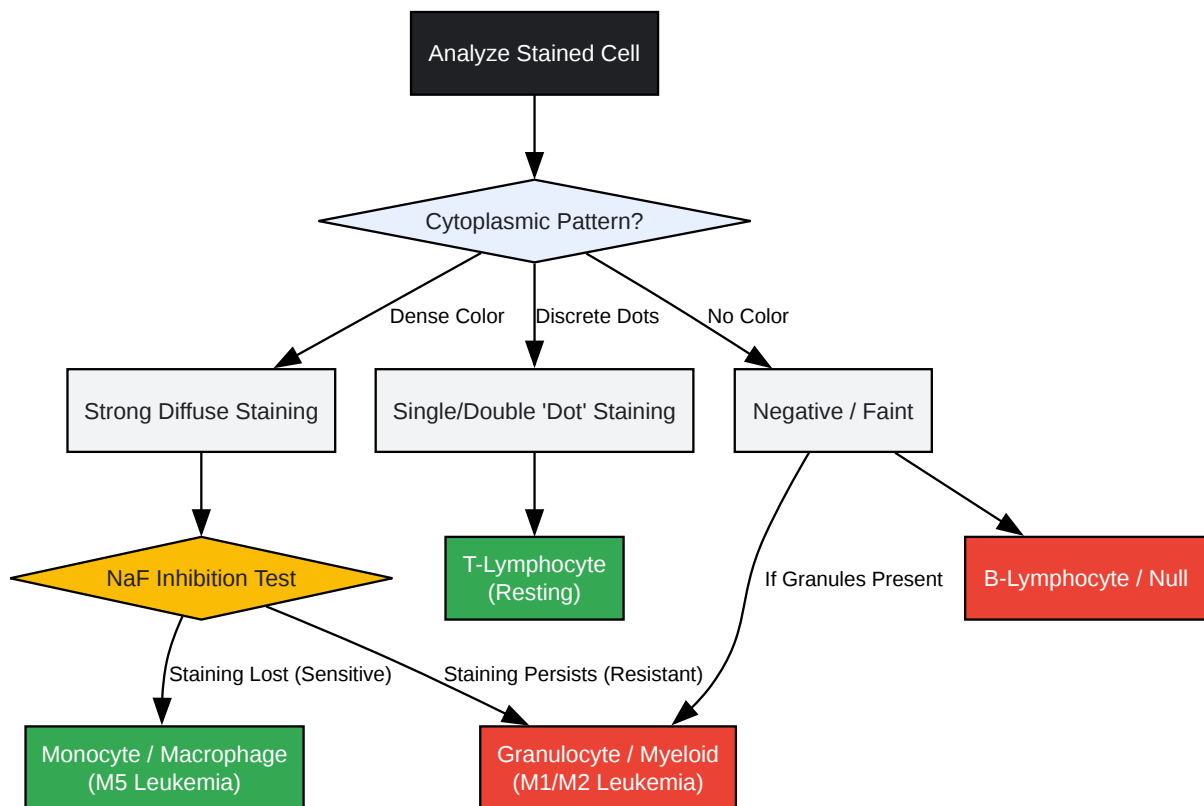 Analyze Stained Cell
Cytoplasmic Pattern?
Dense Color
Discrete Dots
No Color
Strong Diffuse Staining
Single/Double 'Dot' Staining
Negative / Faint
NaF Inhibition Test
T-Lymphocyte
(Resting)
If Granules Present
B-Lymphocyte / Null
Staining Lost (Sensitive)
Staining Persists (Resistant)
Monocyte / Macrophage
(M5 Leukemia)
Granulocyte / Myeloid
(M1/M2 Leukemia)